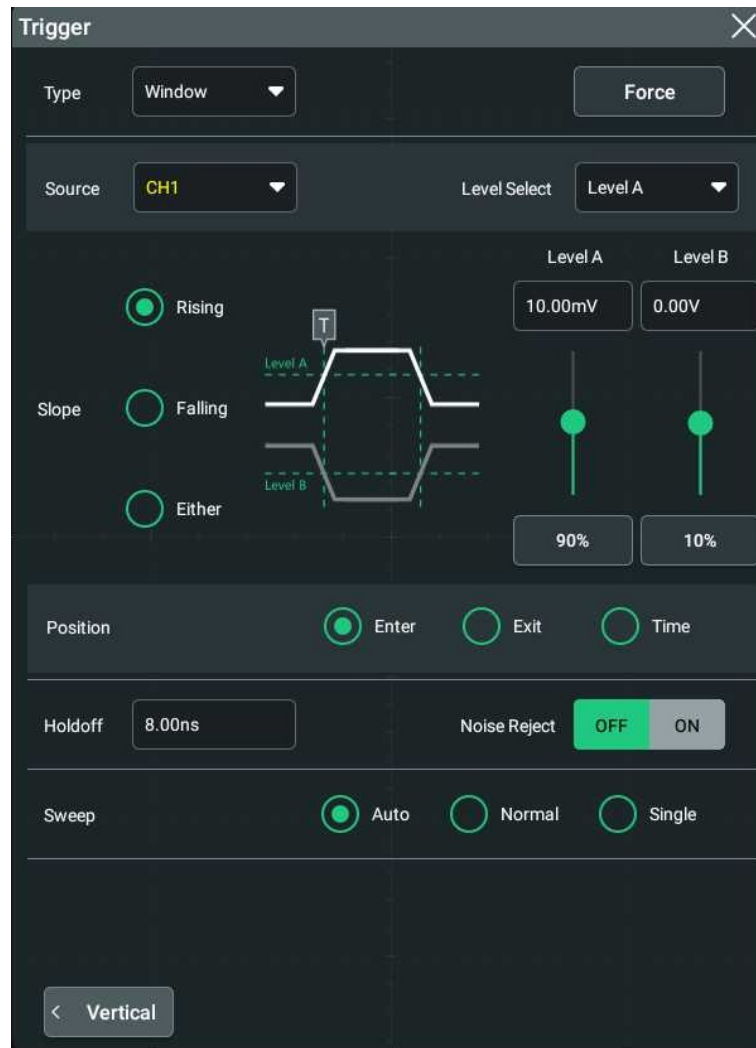 Trigger
Type Window Force
Source CH1 Level Select Level A
Level A Level B
Rising 10.00mV 0.00V
T
Level A
Slope Falling
Level B
Either
90% 10%
Position Enter Exit Time
Holdoff 8.00ns Noise Reject OFF ON
Sweep Auto Normal Single
< Vertical